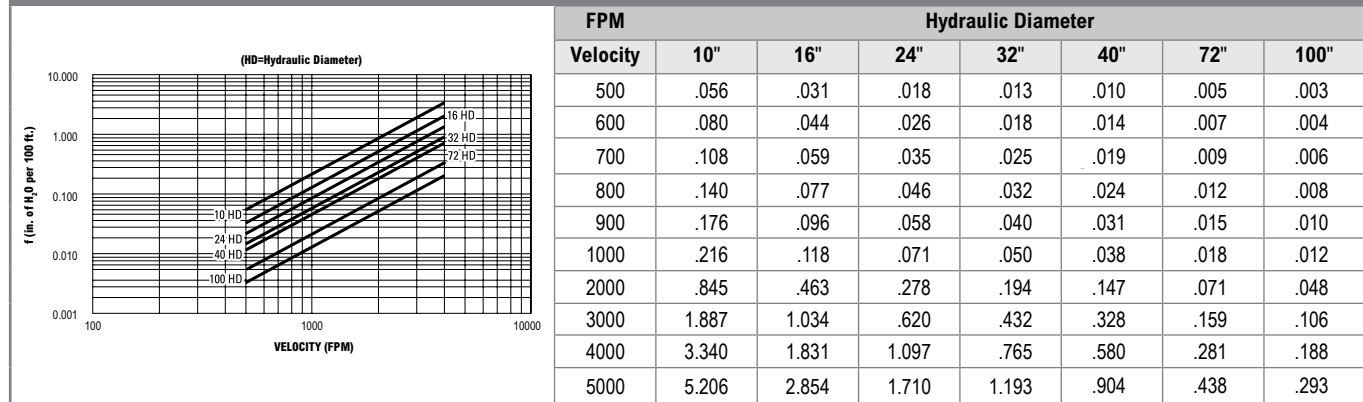 (HD=Hydraulic Diameter)
10.000
1.000
0.100
0.010
0.001
f (in. of H₂0 per 100 ft.)
16 HD
32 HD
72 HD
10 HD
24 HD
40 HD
100 HD
100 1000 10000
VELOCITY (FPM)
FPM Hydraulic Diameter
Velocity 10" 16" 24" 32" 40" 72" 100"
500 .056 .031 .018 .013 .010 .005 .003
600 .080 .044 .026 .018 .014 .007 .004
700 .108 .059 .035 .025 .019 .009 .006
800 .140 .077 .046 .032 .024 .012 .008
900 .176 .096 .058 .040 .031 .015 .010
1000 .216 .118 .071 .050 .038 .018 .012
2000 .845 .463 .278 .194 .147 .071 .048
3000 1.887 1.034 .620 .432 .328 .159 .106
4000 3.340 1.831 1.097 .765 .580 .281 .188
5000 5.206 2.854 1.710 1.193 .904 .438 .293